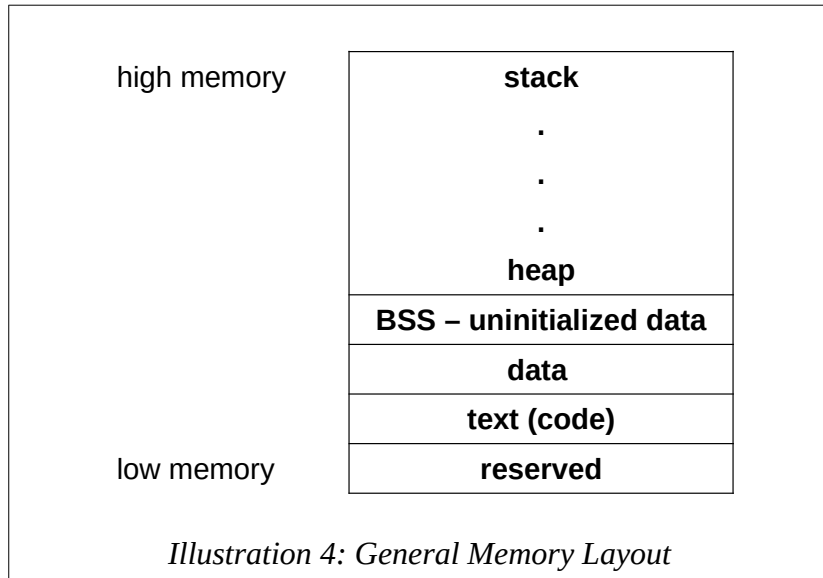 high memory stack
.
.
.
heap
BSS – uninitialized data
data
text (code)
low memory reserved
Illustration 4: General Memory Layout